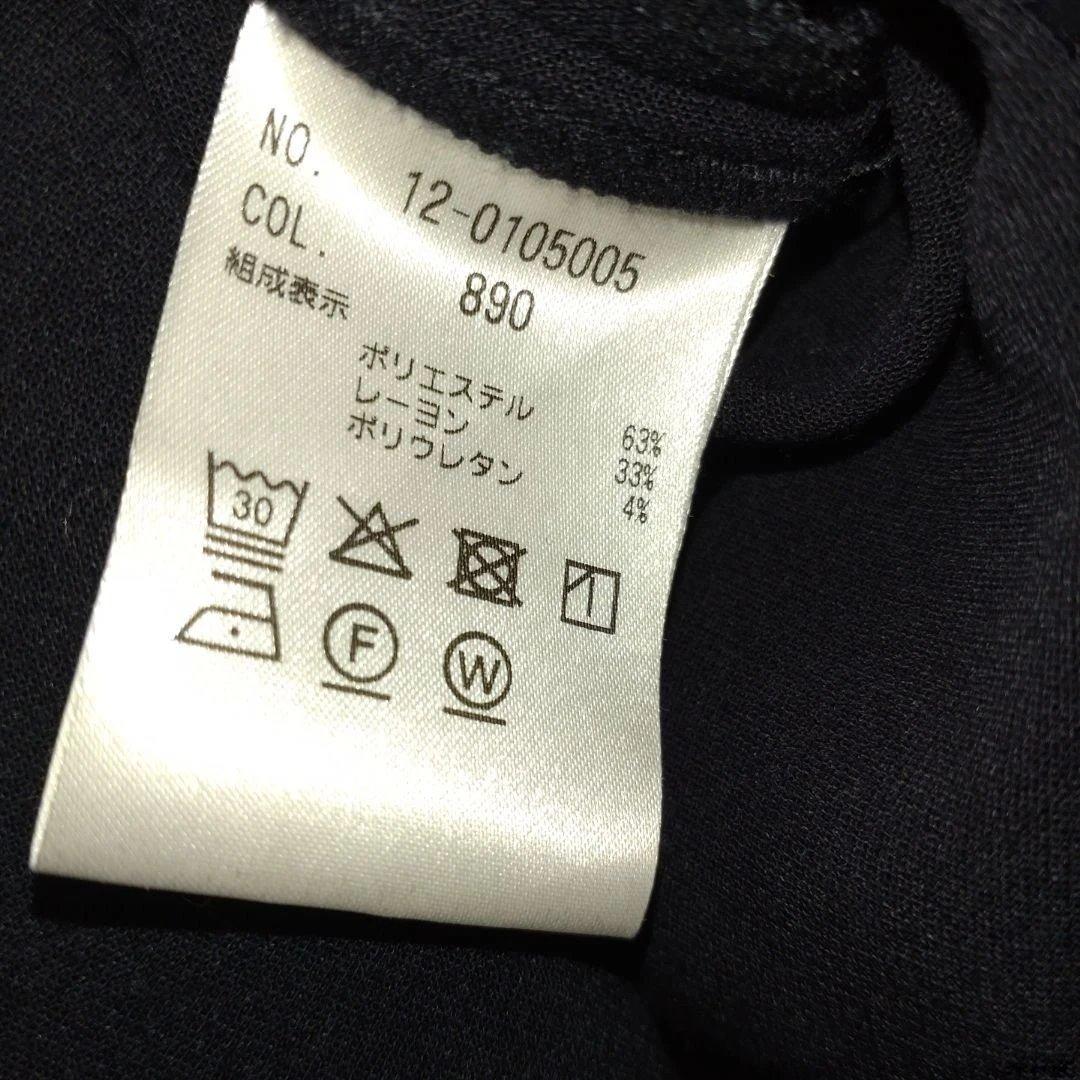 NO. 12-0105005
COL. 890
組成表示
ポリエステル 63%
レーヨン 33%
ポリウレタン 4%
30
F
W